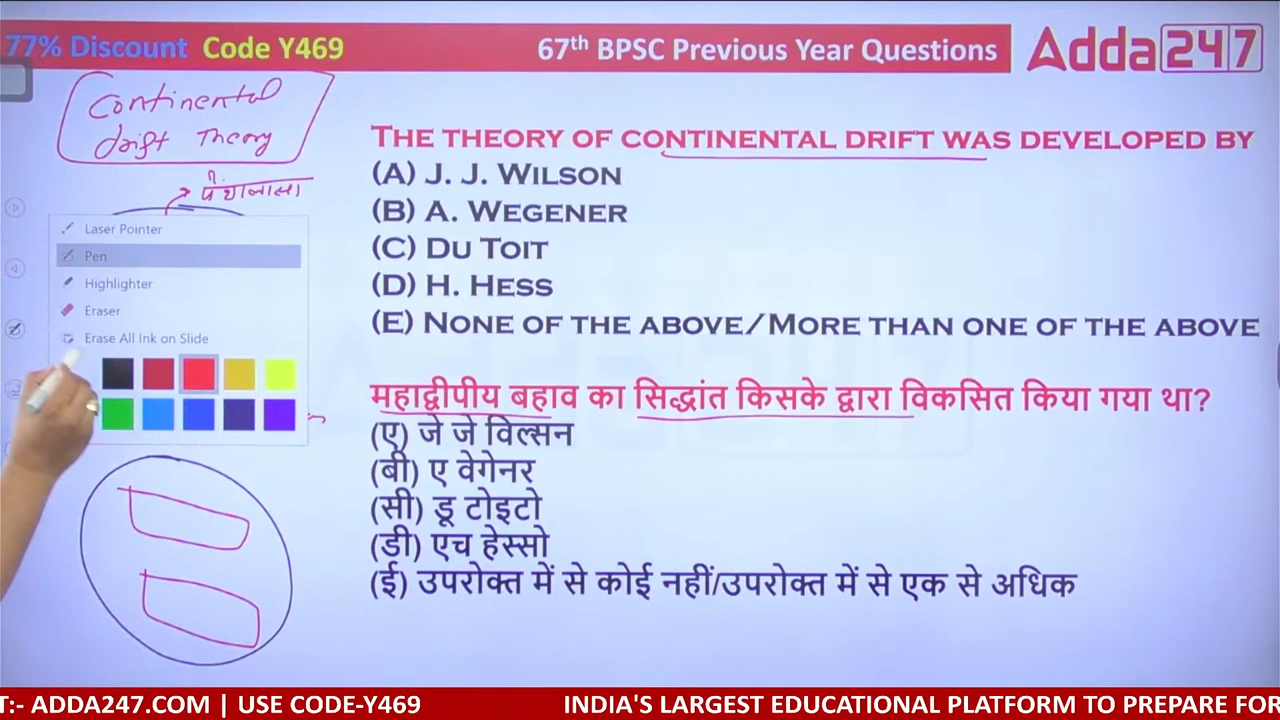 77% Discount Code Y469
67th BPSC Previous Year Questions
Adda247
Continental
drift Theory
THE THEORY OF CONTINENTAL DRIFT WAS DEVELOPED BY
(A) J. J. WILSON
(B) A. WEGENER
(C) DU TOIT
(D) H. HESS
(E) NONE OF THE ABOVE/MORE THAN ONE OF THE ABOVE
Laser Pointer
Pen
Highlighter
Eraser
Erase All Ink on Slide
महाद्वीपीय बहाव का सिद्धांत किसके द्वारा विकसित किया गया था?
(ए) जे जे विल्सन
(बी) ए वेगेनर
(सी) डू टोइटो
(डी) एच हेस्सो
(ई) उपरोक्त में से कोई नहीं/उपरोक्त में से एक से अधिक
T:- ADDA247.COM | USE CODE-Y469
INDIA'S LARGEST EDUCATIONAL PLATFORM TO PREPARE FOR